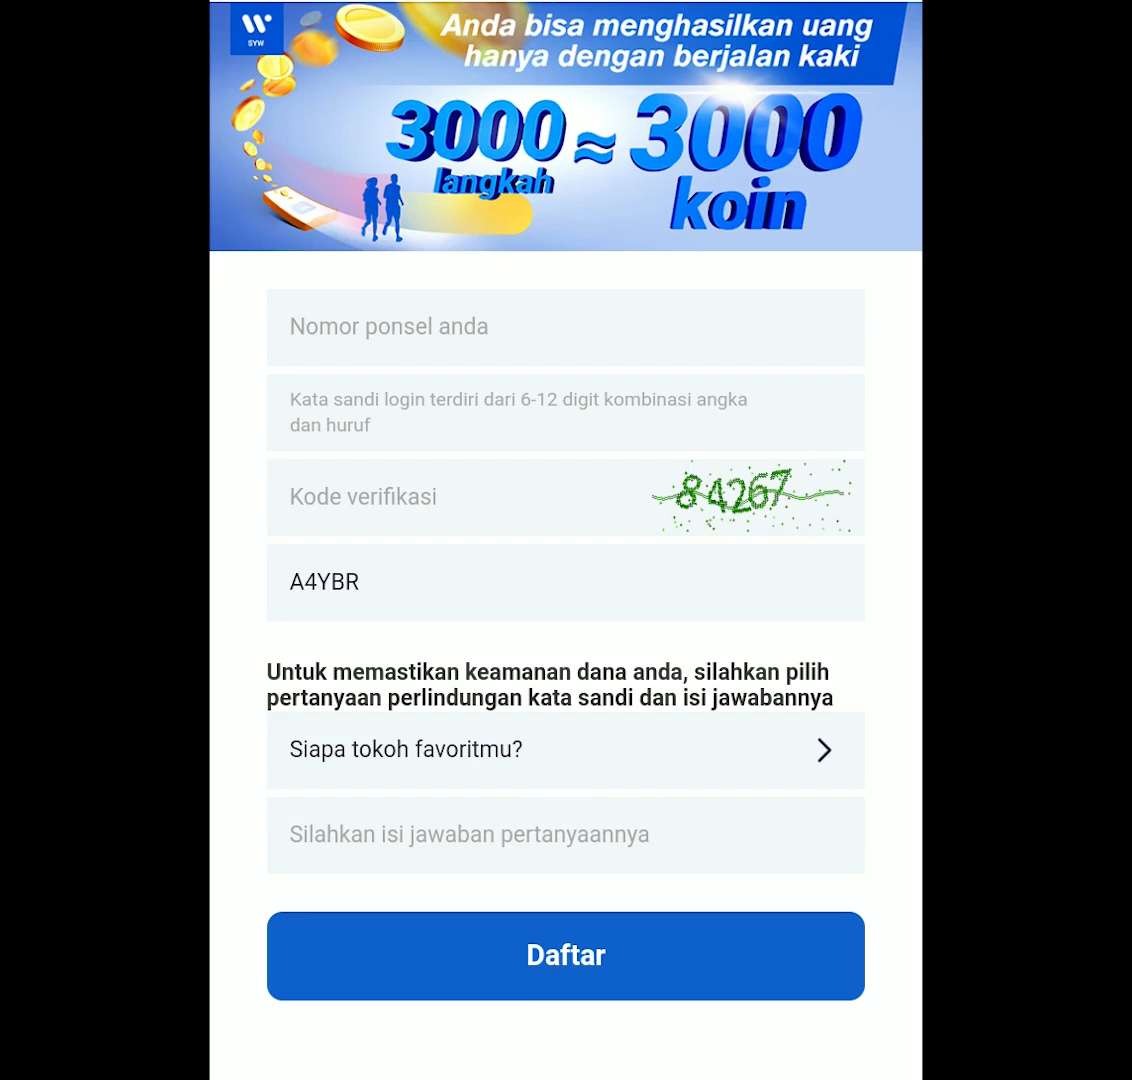 SYW
Anda bisa menghasilkan uang
hanya dengan berjalan kaki
3000 ≈ 3000
langkah
koin
Nomor ponsel anda
Kata sandi login terdiri dari 6-12 digit kombinasi angka
dan huruf
Kode verifikasi
84267
A4YBR
Untuk memastikan keamanan dana anda, silahkan pilih
pertanyaan perlindungan kata sandi dan isi jawabannya
Siapa tokoh favoritmu?
Silahkan isi jawaban pertanyaannya
Daftar